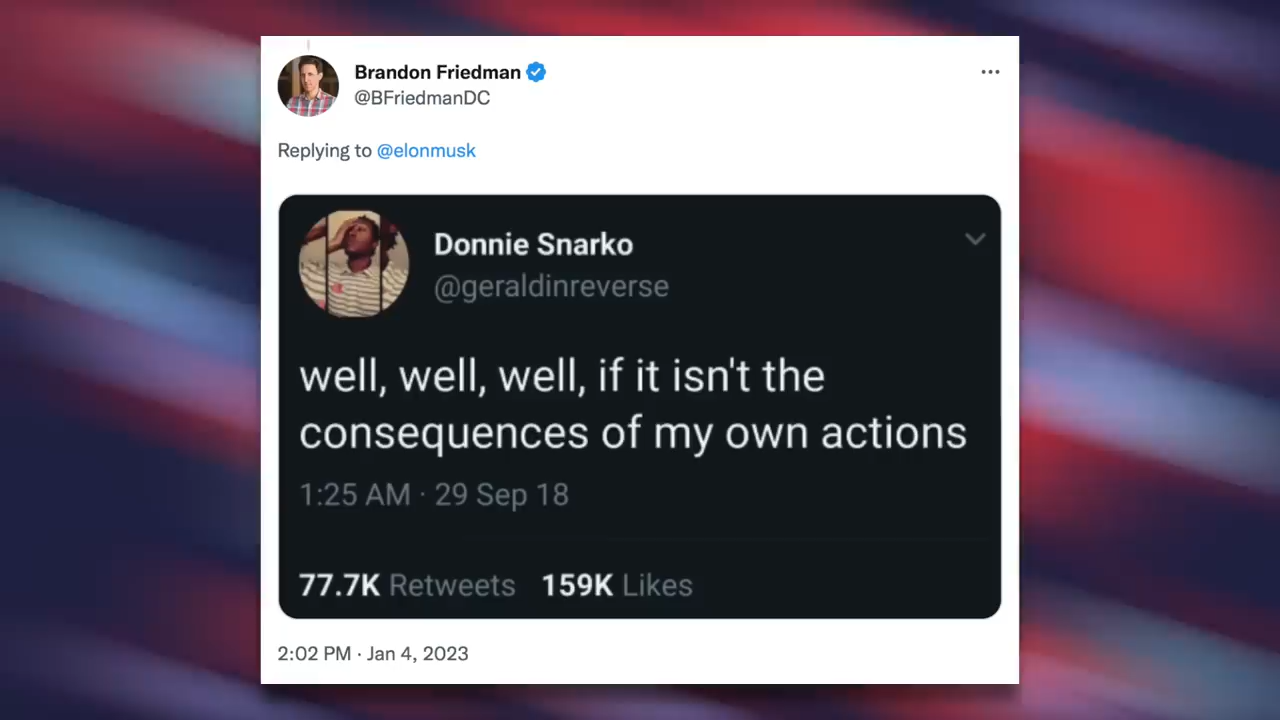 Brandon Friedman
@BFriedmanDC
Replying to @elonmusk
Donnie Snarko
@geraldinreverse
well, well, well, if it isn't the
consequences of my own actions
1:25 AM · 29 Sep 18
77.7K Retweets 159K Likes
2:02 PM · Jan 4, 2023